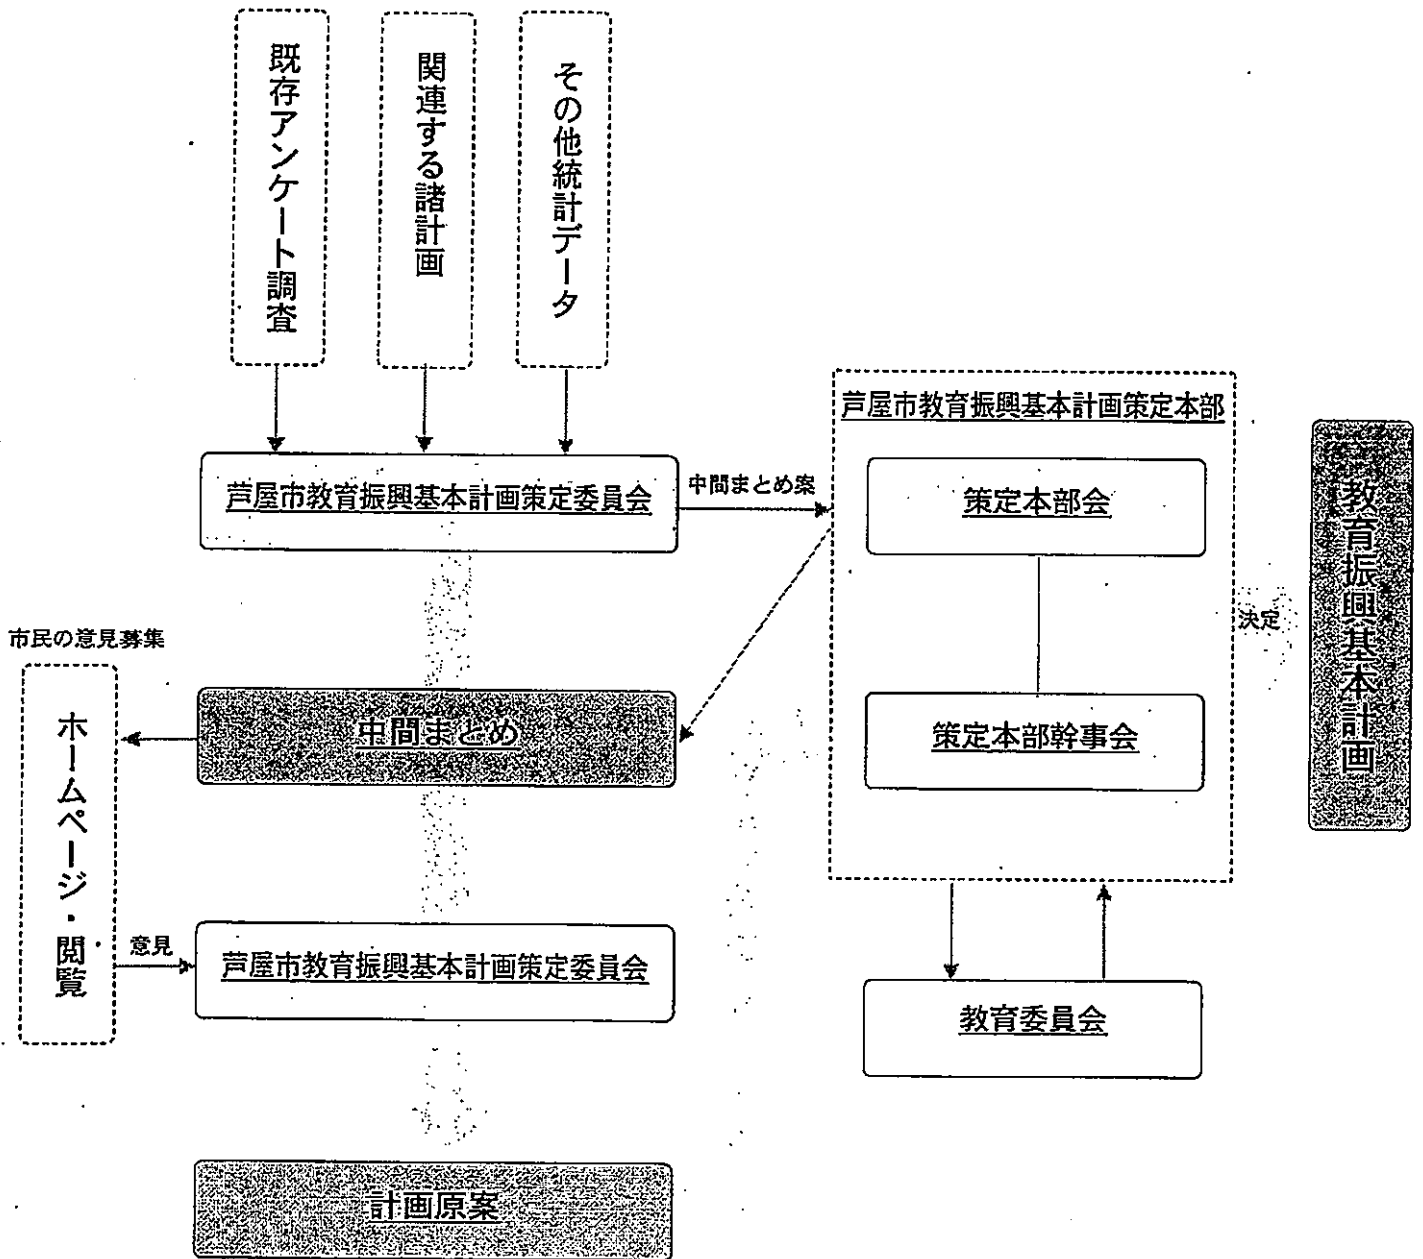 既存アンケート調査
関連する諸計画
その他統計データ
芦屋市教育振興基本計画策定委員会
中間まとめ案
芦屋市教育振興基本計画策定本部
策定本部会
策定本部幹事会
決定
教育振興基本計画
市民の意見募集
ホームページ・閲覧
中間まとめ
意見
芦屋市教育振興基本計画策定委員会
教育委員会
計画原案